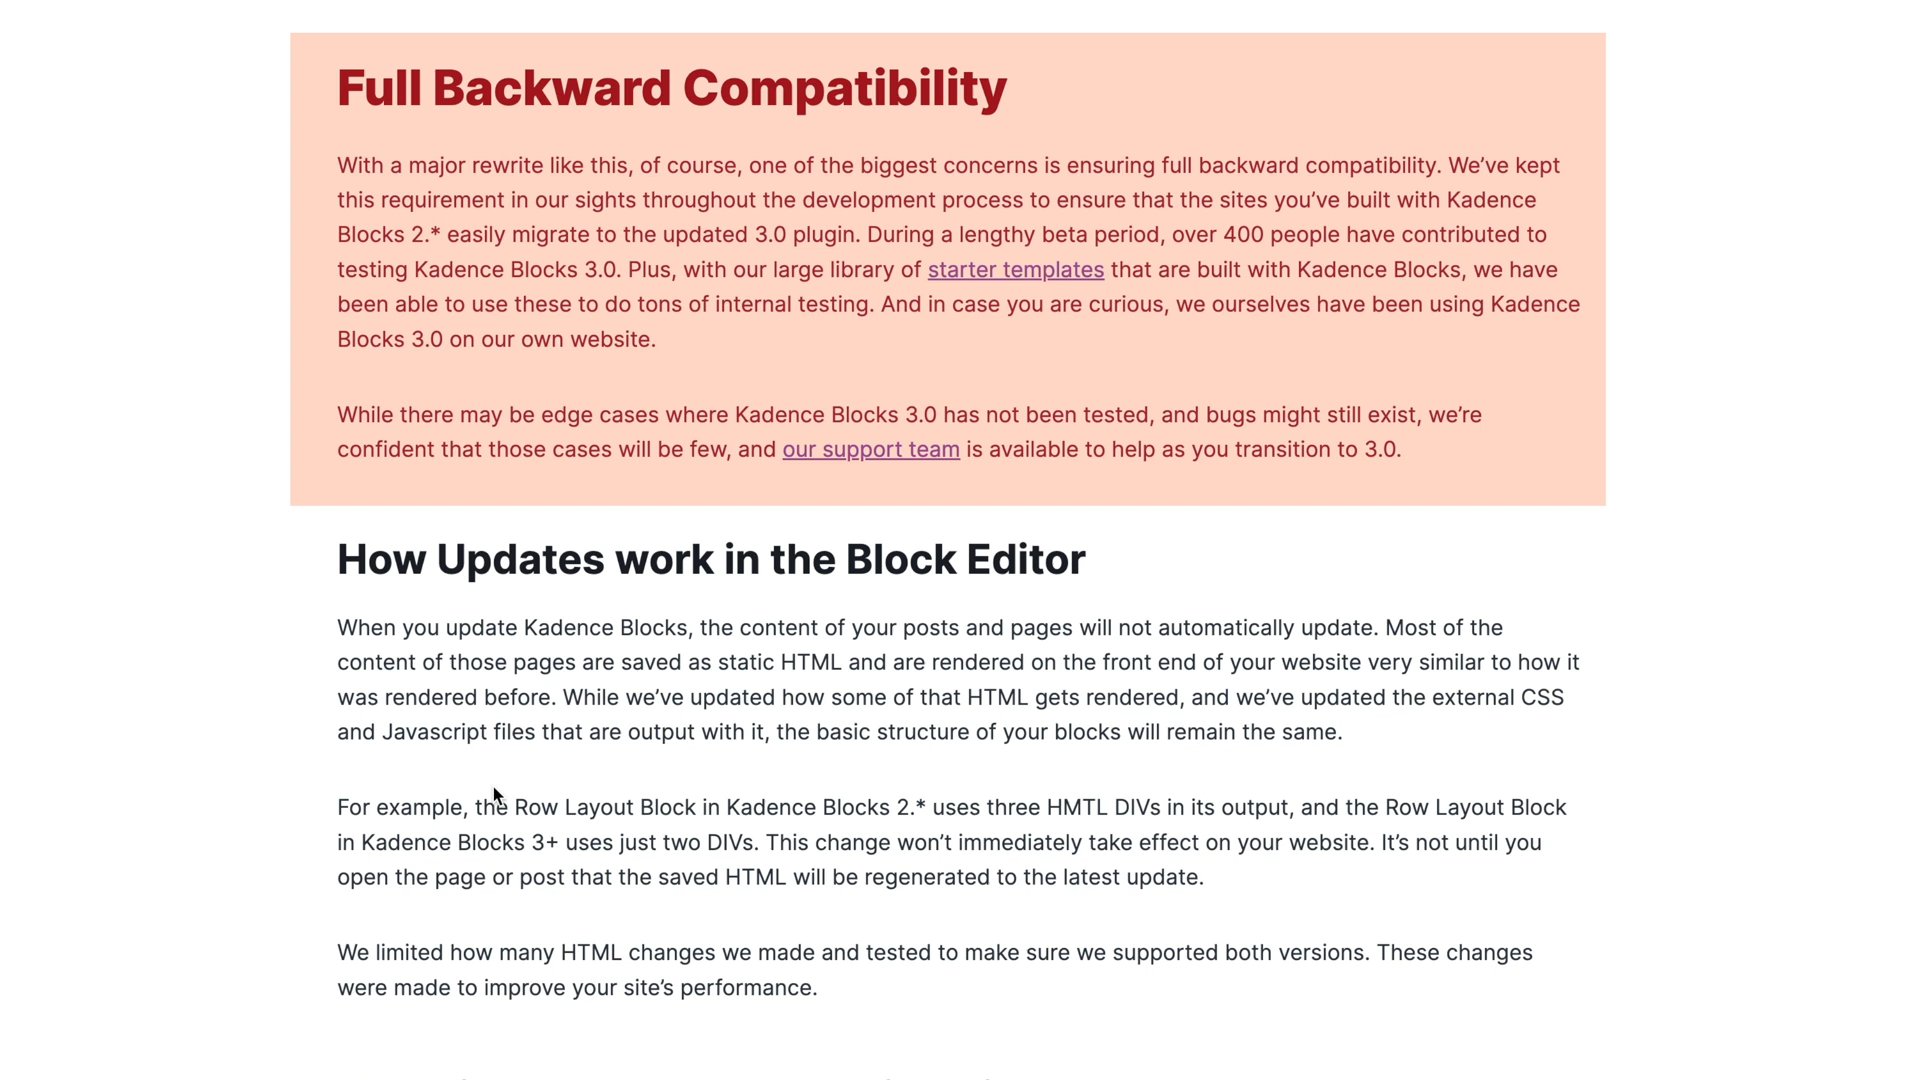 Full Backward Compatibility
With a major rewrite like this, of course, one of the biggest concerns is ensuring full backward compatibility. We’ve kept
this requirement in our sights throughout the development process to ensure that the sites you’ve built with Kadence
Blocks 2.* easily migrate to the updated 3.0 plugin. During a lengthy beta period, over 400 people have contributed to
testing Kadence Blocks 3.0. Plus, with our large library of starter templates that are built with Kadence Blocks, we have
been able to use these to do tons of internal testing. And in case you are curious, we ourselves have been using Kadence
Blocks 3.0 on our own website.
While there may be edge cases where Kadence Blocks 3.0 has not been tested, and bugs might still exist, we’re
confident that those cases will be few, and our support team is available to help as you transition to 3.0.
How Updates work in the Block Editor
When you update Kadence Blocks, the content of your posts and pages will not automatically update. Most of the
content of those pages are saved as static HTML and are rendered on the front end of your website very similar to how it
was rendered before. While we’ve updated how some of that HTML gets rendered, and we’ve updated the external CSS
and Javascript files that are output with it, the basic structure of your blocks will remain the same.
For example, the Row Layout Block in Kadence Blocks 2.* uses three HMTL DIVs in its output, and the Row Layout Block
in Kadence Blocks 3+ uses just two DIVs. This change won’t immediately take effect on your website. It’s not until you
open the page or post that the saved HTML will be regenerated to the latest update.
We limited how many HTML changes we made and tested to make sure we supported both versions. These changes
were made to improve your site’s performance.